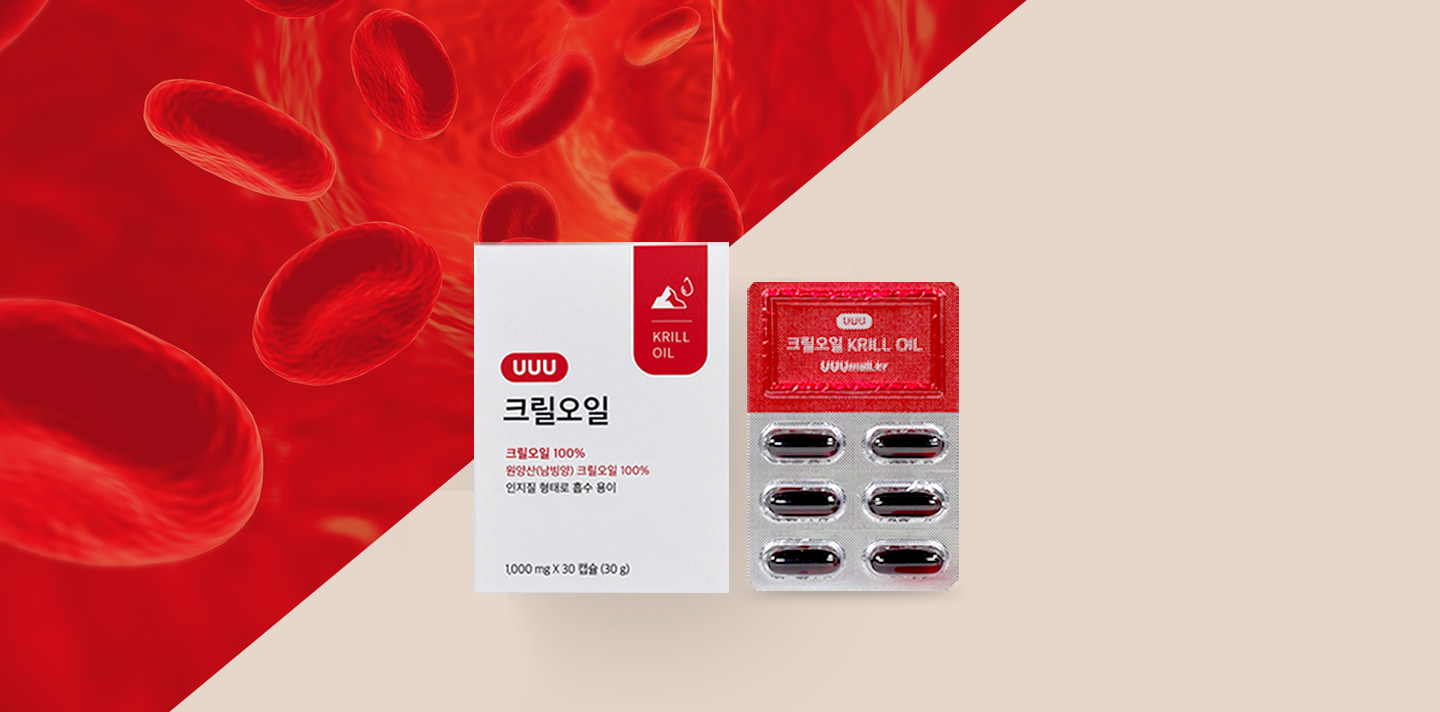 KRILL
OIL
UUU
크릴오일
크릴오일 100%
원양산(남빙양) 크릴오일 100%
인지질 형태로 흡수 용이
1,000 mg X 30 캡슐 (30 g)
UUU
크릴오일 KRILL OIL
UUUmall.kr